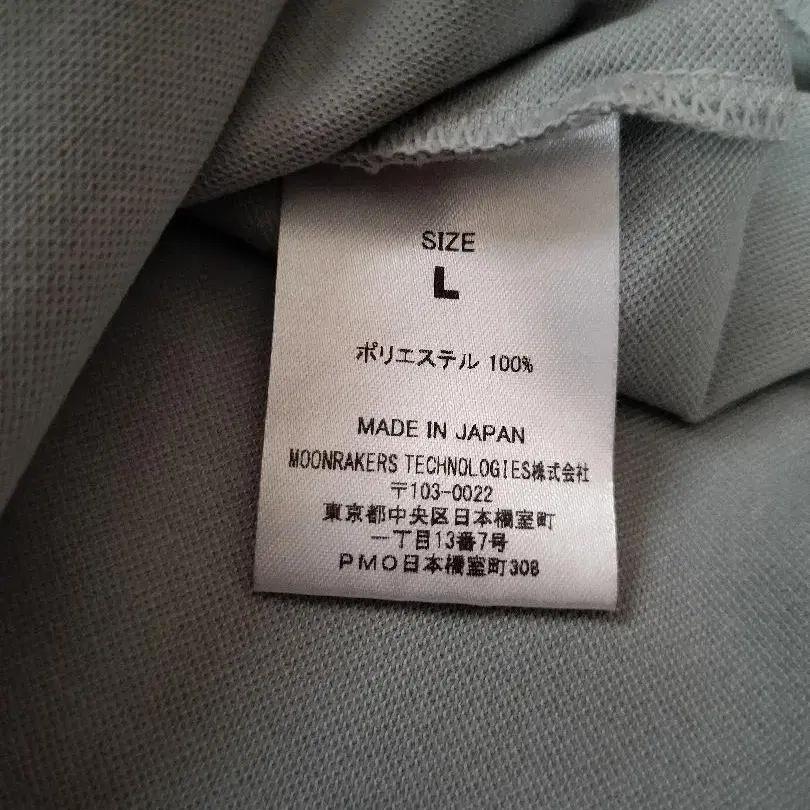 SIZE
L
ポリエステル 100%
MADE IN JAPAN
MOONRAKERS TECHNOLOGIES株式会社
〒103-0022
東京都中央区日本橋室町
一丁目13番7号
PMO日本橋室町308